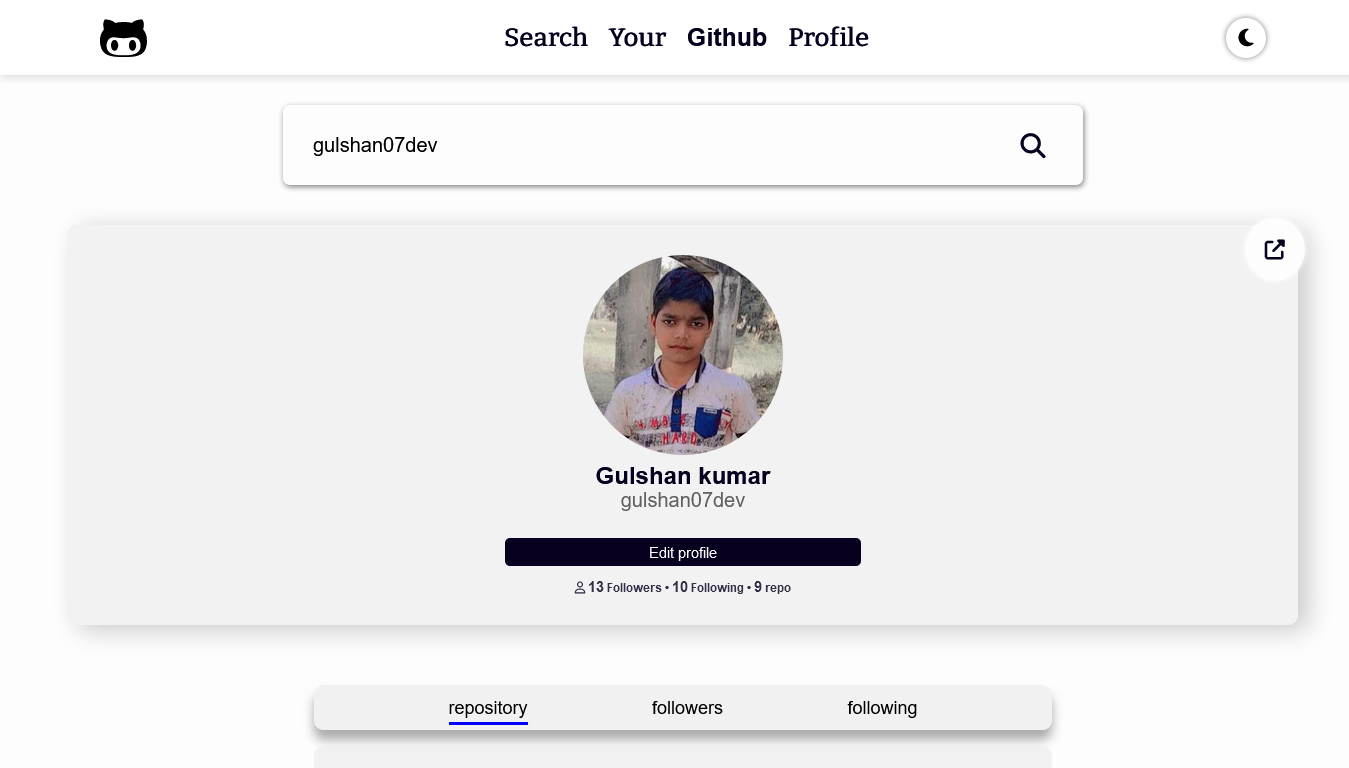 Search Your Github Profile
gulshan07dev
Gulshan kumar
gulshan07dev
Edit profile
13 Followers • 10 Following • 9 repo
repository followers following